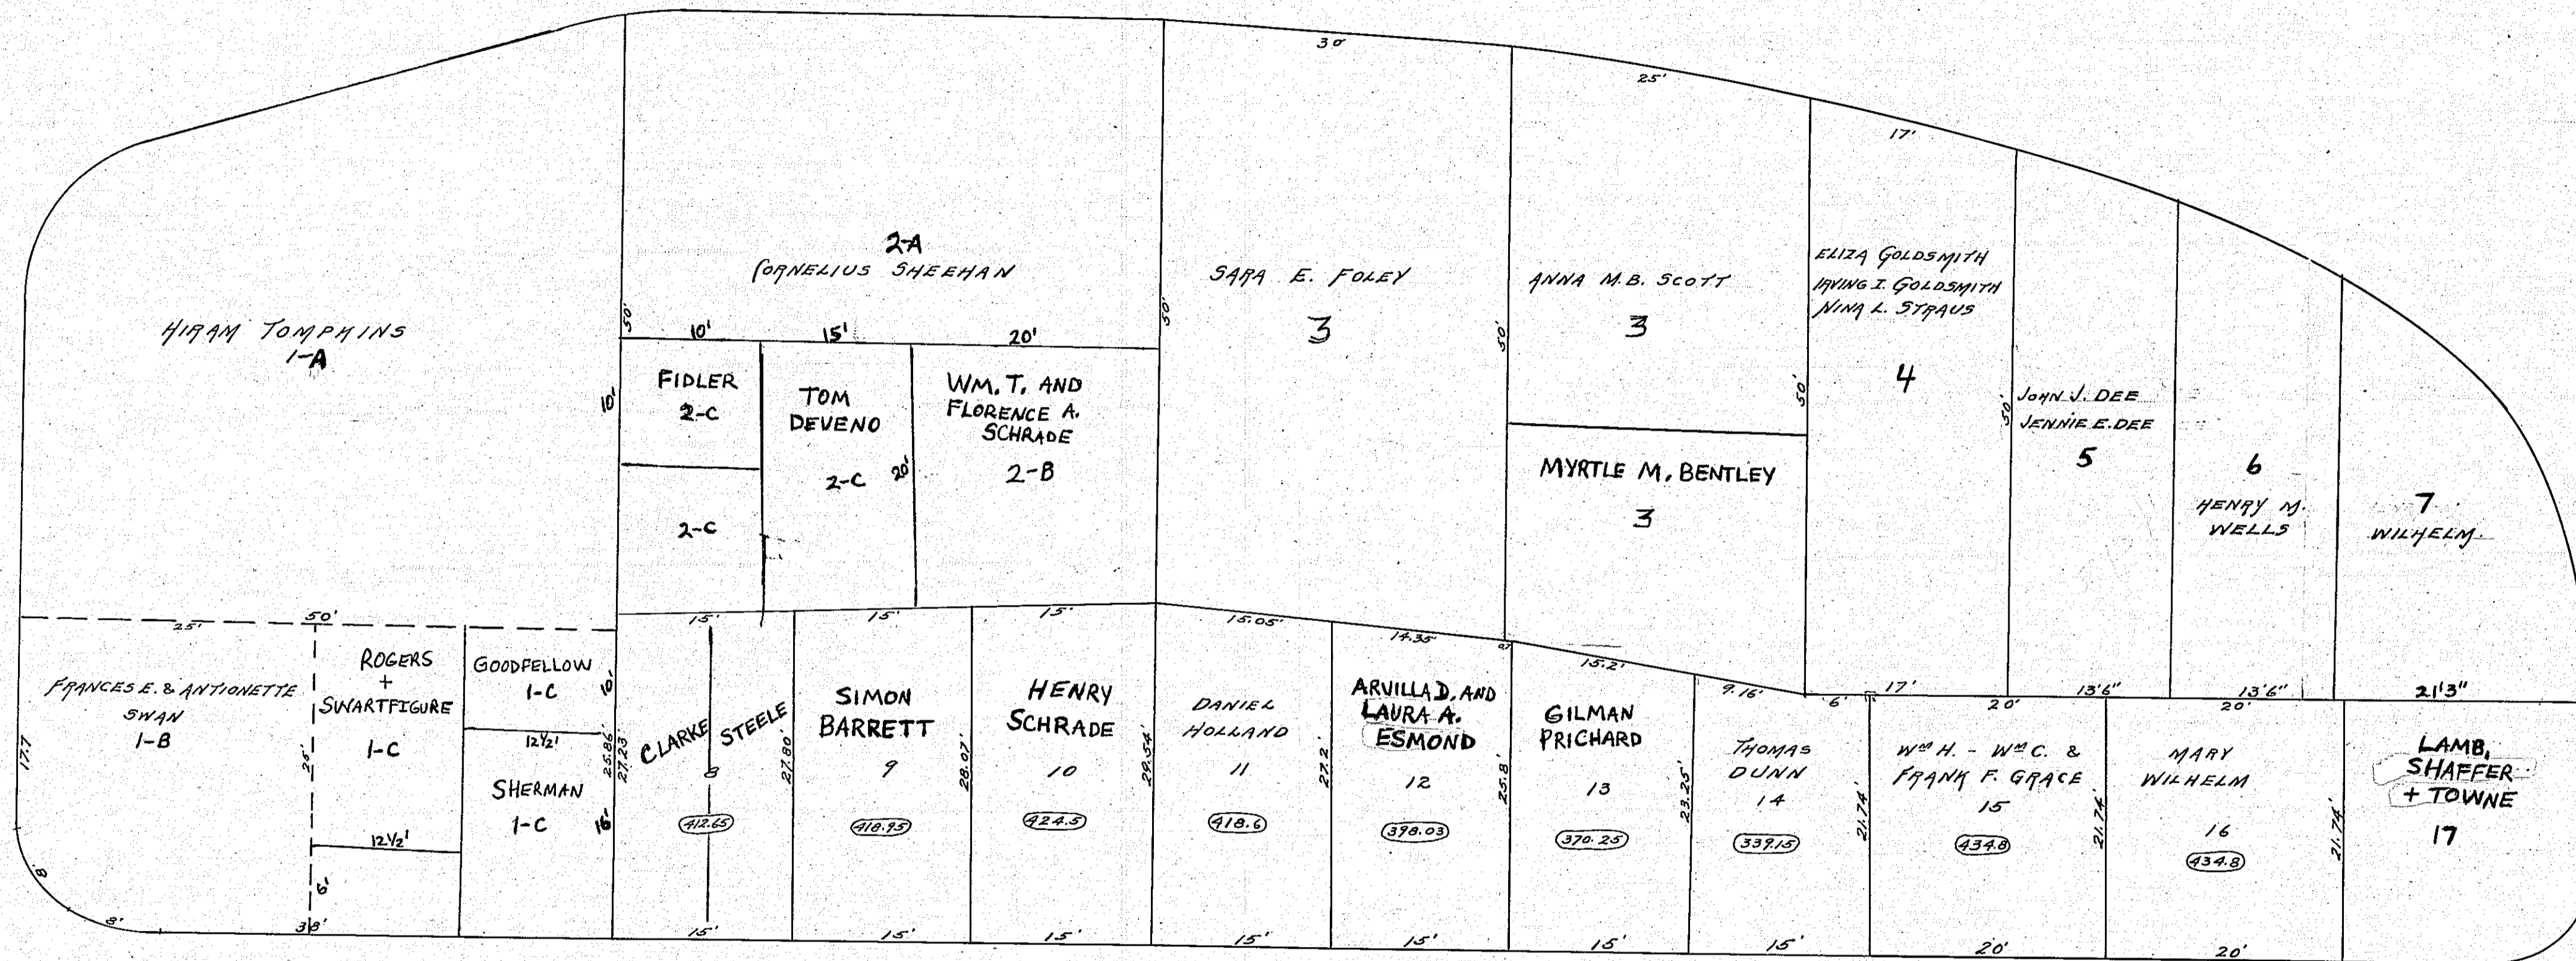 30
25'
17'
HIRAM TOMPKINS
1-A
2-A
CORNELIUS SHEEHAN
50'
10'
15'
20'
50'
10'
FIDLER
2-C
2-C
TOM
DEVENO
2-C
20'
WM. T. AND
FLORENCE A.
SCHRADE
2-B
SARA E. FOLEY
3
50'
ANNA M.B. SCOTT
3
50'
MYRTLE M. BENTLEY
3
ELIZA GOLDSMITH
IRVING I. GOLDSMITH
NINA L. STRAUS
4
50'
JOHN J. DEE
JENNIE E. DEE
5
6
HENRY M.
WELLS
7
WILHELM
25'
50'
15'
15'
15'
15.05'
14.35'
15.2'
9.16'
6'
17'
20'
13'6"
20'
13'6"
21'3"
FRANCES E. & ANTIONETTE
SWAN
1-B
17.7
8'
8'
38'
25'
6'
ROGERS
+
SWARTFIGURE
1-C
12½'
GOODFELLOW
1-C
10'
12½'
SHERMAN
1-C
16'
25.86'
27.23'
CLARKE
STEELE
8
412.65
15'
27.80'
SIMON
BARRETT
9
418.95
15'
28.07'
HENRY
SCHRADE
10
424.5
15'
29.54'
DANIEL
HOLLAND
11
418.6
15'
27.2'
ARVILLA D. AND
LAURA A.
ESMOND
12
398.03
15'
25.8'
GILMAN
PRICHARD
13
370.25
15'
23.25'
THOMAS
DUNN
14
339.15
15'
21.74'
WM H. - WM C. &
FRANK F. GRACE
15
434.8
20'
21.74'
MARY
WILHELM
16
434.8
20'
21.74'
LAMB,
SHAFFER
+ TOWNE
17